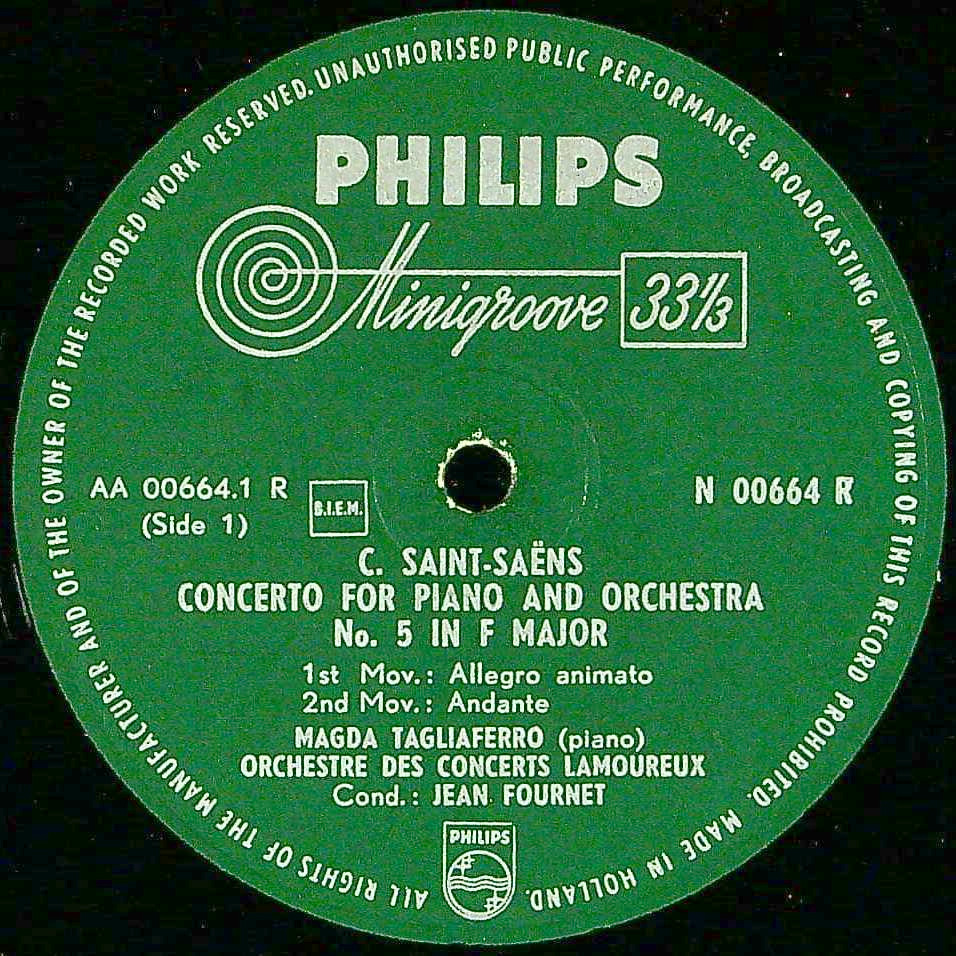 ALL RIGHTS OF THE MANUFACTURER AND OF THE OWNER OF THE RECORDED WORK RESERVED. UNAUTHORISED PUBLIC PERFORMANCE, BROADCASTING AND COPYING OF THIS RECORD PROHIBITED. MADE IN HOLLAND.
PHILIPS
Minigroove 33 1/3
AA 00664.1 R
(Side 1)
B.I.E.M.
N 00664 R
C. SAINT-SAËNS
CONCERTO FOR PIANO AND ORCHESTRA
No. 5 IN F MAJOR
1st Mov.: Allegro animato
2nd Mov.: Andante
MAGDA TAGLIAFERRO (piano)
ORCHESTRE DES CONCERTS LAMOUREUX
Cond.: JEAN FOURNET
PHILIPS